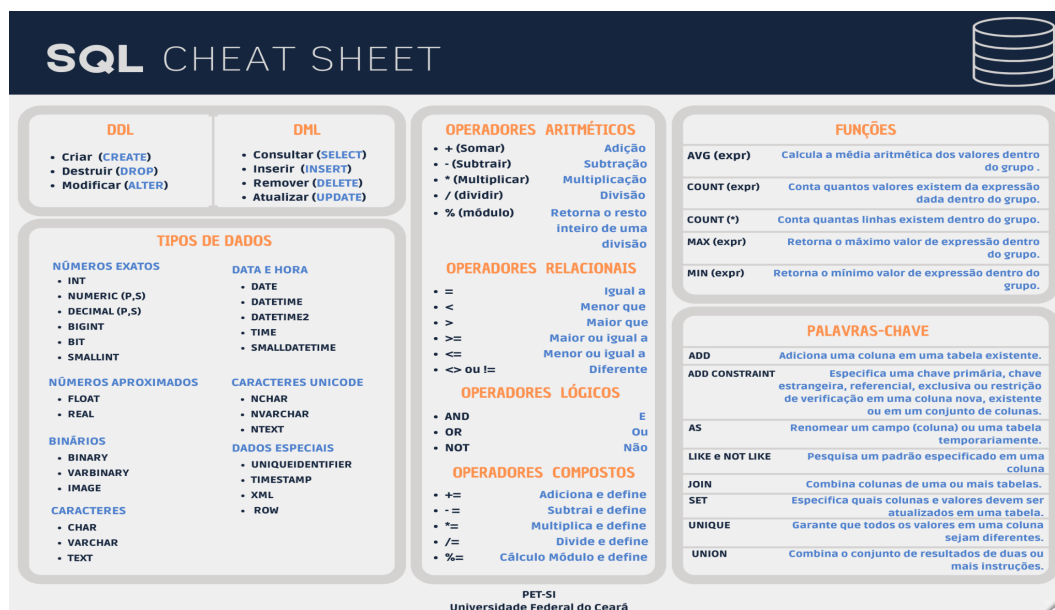 SQL CHEAT SHEET
DDL
• Criar (CREATE)
• Destruir (DROP)
• Modificar (ALTER)
DML
• Consultar (SELECT)
• Inserir (INSERT)
• Remover (DELETE)
• Atualizar (UPDATE)
TIPOS DE DADOS
NÚMEROS EXATOS
• INT
• NUMERIC (P,S)
• DECIMAL (P,S)
• BIGINT
• BIT
• SMALLINT
NÚMEROS APROXIMADOS
• FLOAT
• REAL
BINÁRIOS
• BINARY
• VARBINARY
• IMAGE
CARACTERES
• CHAR
• VARCHAR
• TEXT
DATA E HORA
• DATE
• DATETIME
• DATETIME2
• TIME
• SMALLDATETIME
CARACTERES UNICODE
• NCHAR
• NVARCHAR
• NTEXT
DADOS ESPECIAIS
• UNIQUEIDENTIFIER
• TIMESTAMP
• XML
• ROW
OPERADORES ARITMÉTICOS
• + (Somar) Adição
• - (Subtrair) Subtração
• * (Multiplicar) Multiplicação
• / (dividir) Divisão
• % (módulo) Retorna o resto
inteiro de uma
divisão
OPERADORES RELACIONAIS
• = Igual a
• < Menor que
• > Maior que
• >= Maior ou igual a
• <= Menor ou igual a
• <> ou != Diferente
OPERADORES LÓGICOS
• AND E
• OR Ou
• NOT Não
OPERADORES COMPOSTOS
• += Adiciona e define
• - = Subtrai e define
• *= Multiplica e define
• /= Divide e define
• %= Cálculo Módulo e define
FUNÇÕES
AVG (expr) Calcula a média aritmética dos valores dentro
do grupo .
COUNT (expr) Conta quantos valores existem da expressão
dada dentro do grupo.
COUNT (*) Conta quantas linhas existem dentro do grupo.
MAX (expr) Retorna o máximo valor de expressão dentro
do grupo.
MIN (expr) Retorna o mínimo valor de expressão dentro do
grupo.
PALAVRAS-CHAVE
ADD Adiciona uma coluna em uma tabela existente.
ADD CONSTRAINT Especifica uma chave primária, chave
estrangeira, referencial, exclusiva ou restrição
de verificação em uma coluna nova, existente
ou em um conjunto de colunas.
AS Renomear um campo (coluna) ou uma tabela
temporariamente.
LIKE e NOT LIKE Pesquisa um padrão especificado em uma
coluna
JOIN Combina colunas de uma ou mais tabelas.
SET Especifica quais colunas e valores devem ser
atualizados em uma tabela.
UNIQUE Garante que todos os valores em uma coluna
sejam diferentes.
UNION Combina o conjunto de resultados de duas ou
mais instruções.
PET-SI
Universidade Federal do Ceará